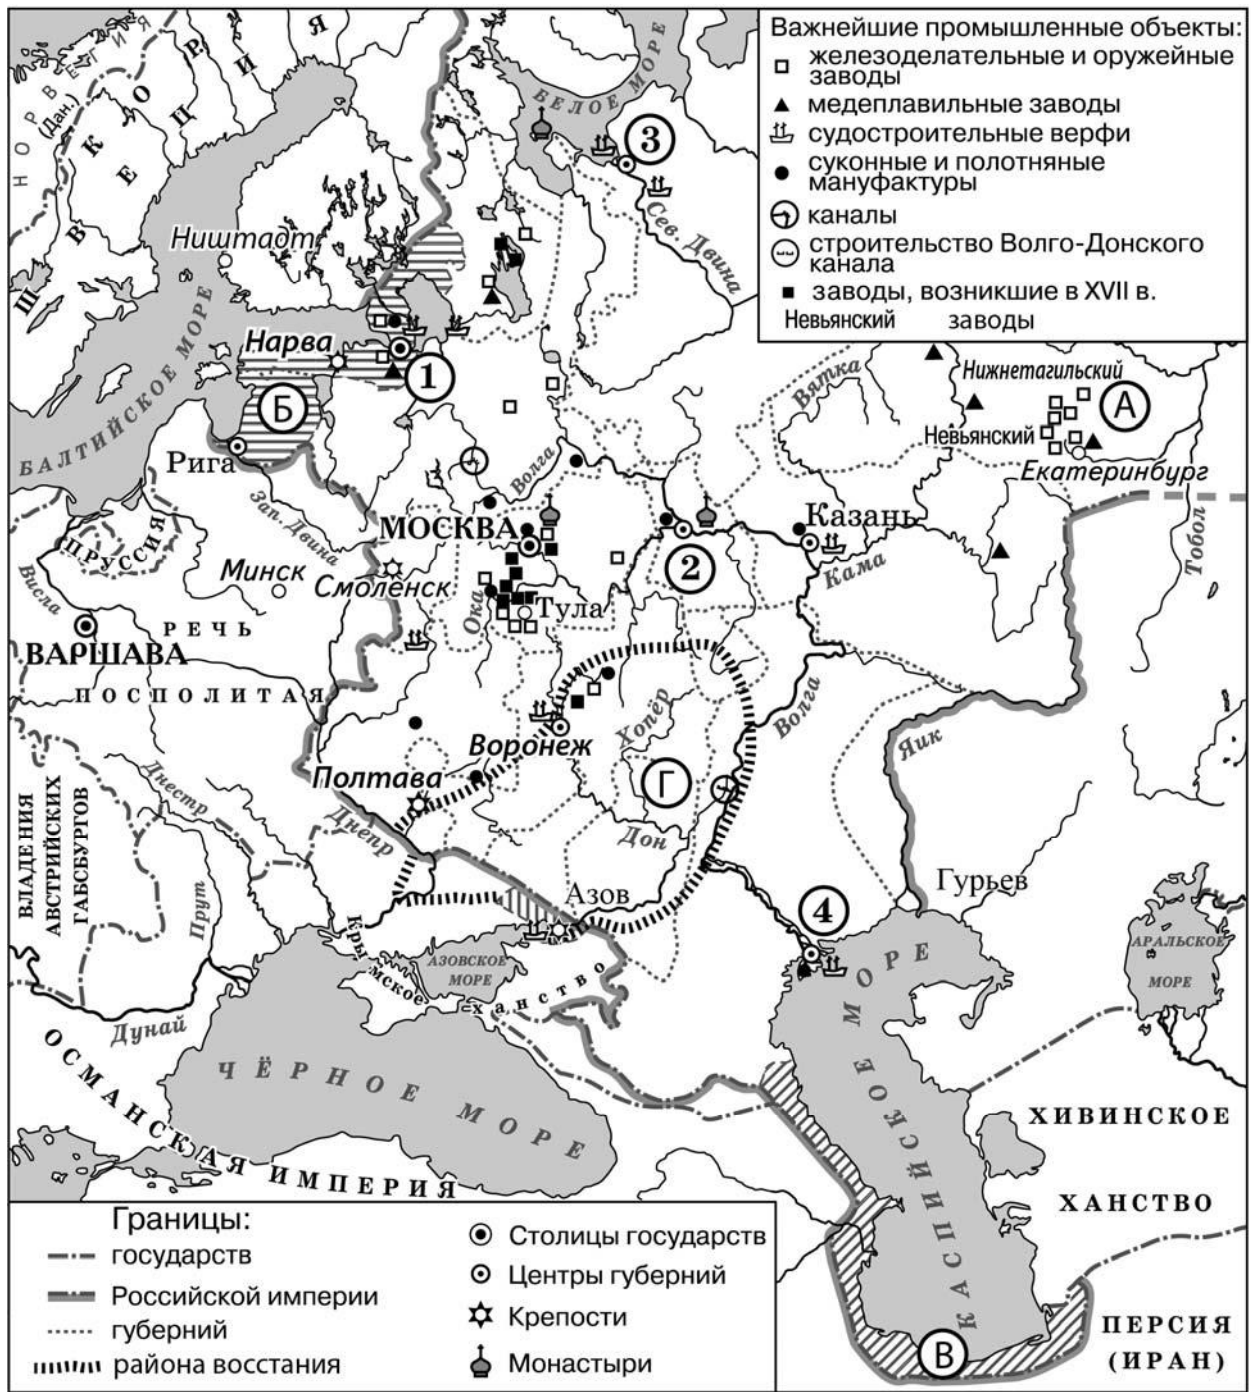 Важнейшие промышленные объекты:
железоделательные и оружейные
заводы
медеплавильные заводы
судостроительные верфи
суконные и полотняные
мануфактуры
каналы
строительство Волго-Донского
канала
заводы, возникшие в XVII в.
Невьянский заводы
НОРВЕГИЯ
(Дан.)
ШВЕЦИЯ
БЕЛОЕ МОРЕ
3
Сев. Двина
Ништадт
БАЛТИЙСКОЕ МОРЕ
Нарва
1
Б
Рига
Зап. Двина
Волга
Вятка
Нижнетагильский
А
Невьянский
Екатеринбург
Тобол
МОСКВА
2
Казань
Кама
ПРУССИЯ
Висла
Минск
Смоленск
Ока
Тула
ВАРШАВА
РЕЧЬ
ПОСПОЛИТАЯ
Воронеж
Хопёр
Волга
Яик
Полтава
Г
Днестр
Днепр
Дон
ВЛАДЕНИЯ
АВСТРИЙСКИХ
ГАБСБУРГОВ
Прут
Азов
4
Гурьев
Крымское
ханство
АЗОВСКОЕ
МОРЕ
АРАЛЬСКОЕ
МОРЕ
Дунай
ОСМАНСКАЯ ИМПЕРИЯ
ЧЁРНОЕ МОРЕ
КАСПИЙСКОЕ МОРЕ
ХИВИНСКОЕ
ХАНСТВО
ПЕРСИЯ
(ИРАН)
В
Границы:
государств
Российской империи
губерний
района восстания
Столицы государств
Центры губерний
Крепости
Монастыри